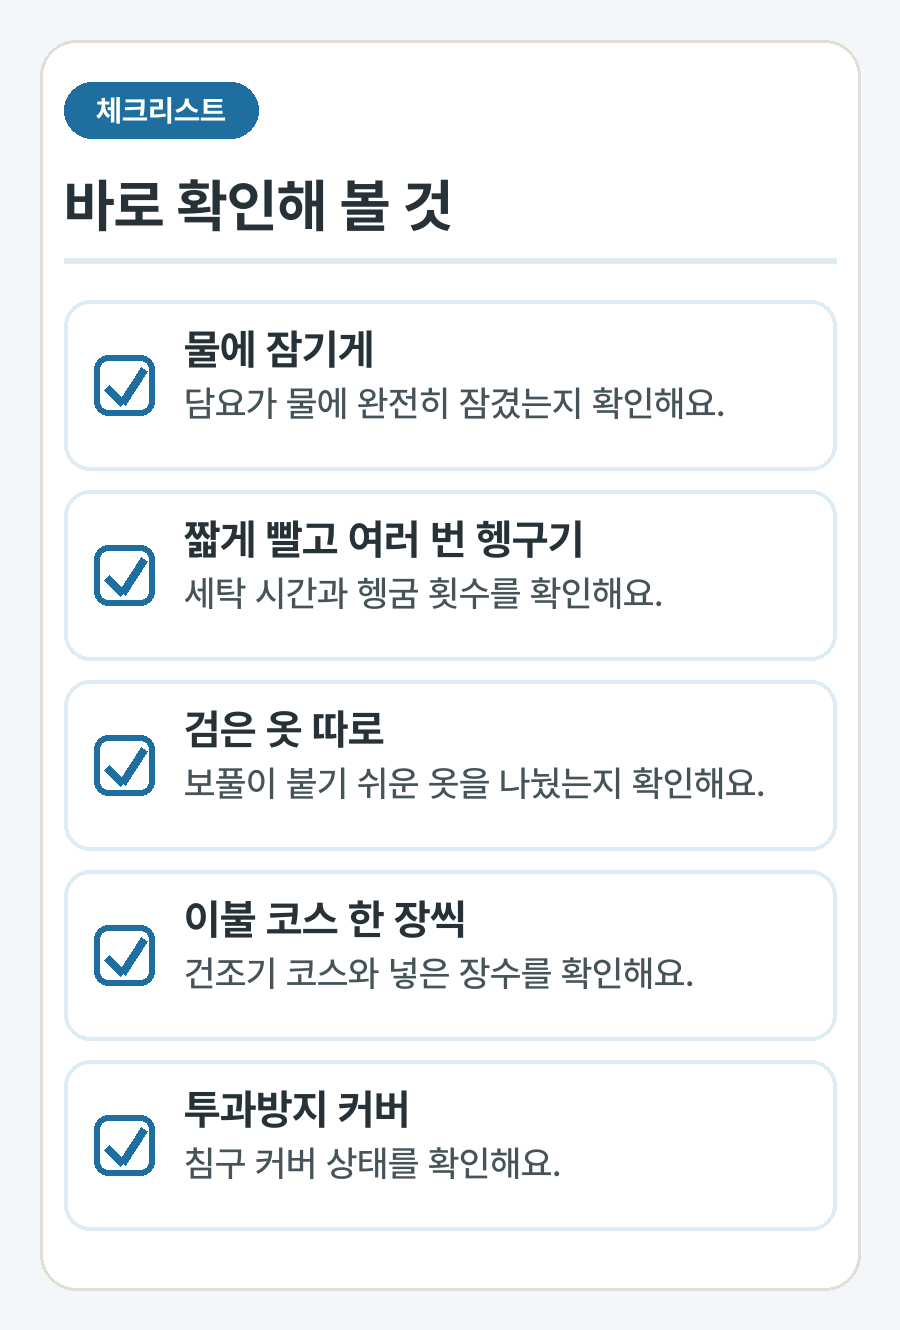 체크리스트
바로 확인해 볼 것
물에 잠기게
담요가 물에 완전히 잠겼는지 확인해요.
짧게 빨고 여러 번 헹구기
세탁 시간과 헹굼 횟수를 확인해요.
검은 옷 따로
보풀이 붙기 쉬운 옷을 나눴는지 확인해요.
이불 코스 한 장씩
건조기 코스와 넣은 장수를 확인해요.
투과방지 커버
침구 커버 상태를 확인해요.